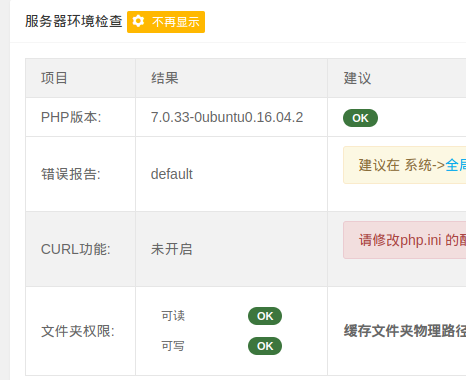 服务器环境检查 不再显示
项目 结果 建议
PHP版本: 7.0.33-0ubuntu0.16.04.2 OK
错误报告: default 建议在 系统->全局
CURL功能: 未开启 请修改php.ini 的配
文件夹权限: 可读 OK 缓存文件夹物理路径
可写 OK